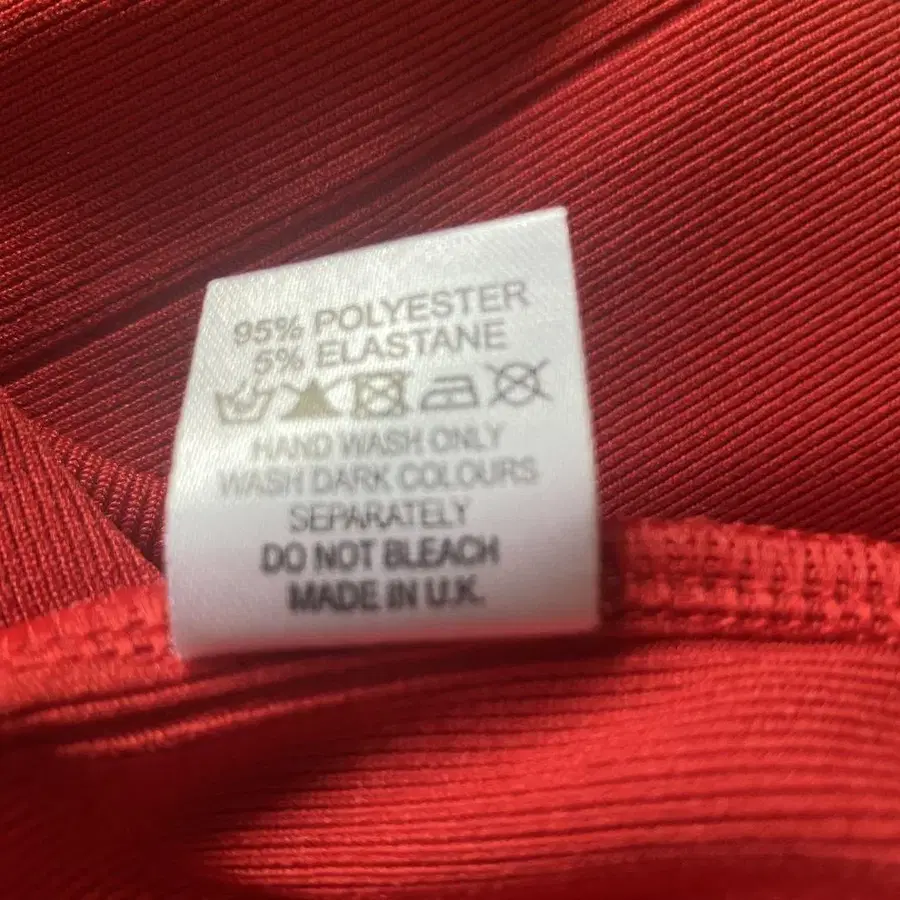 95% POLYESTER
5% ELASTANE
HAND WASH ONLY
WASH DARK COLOURS
SEPARATELY
DO NOT BLEACH
MADE IN U.K.